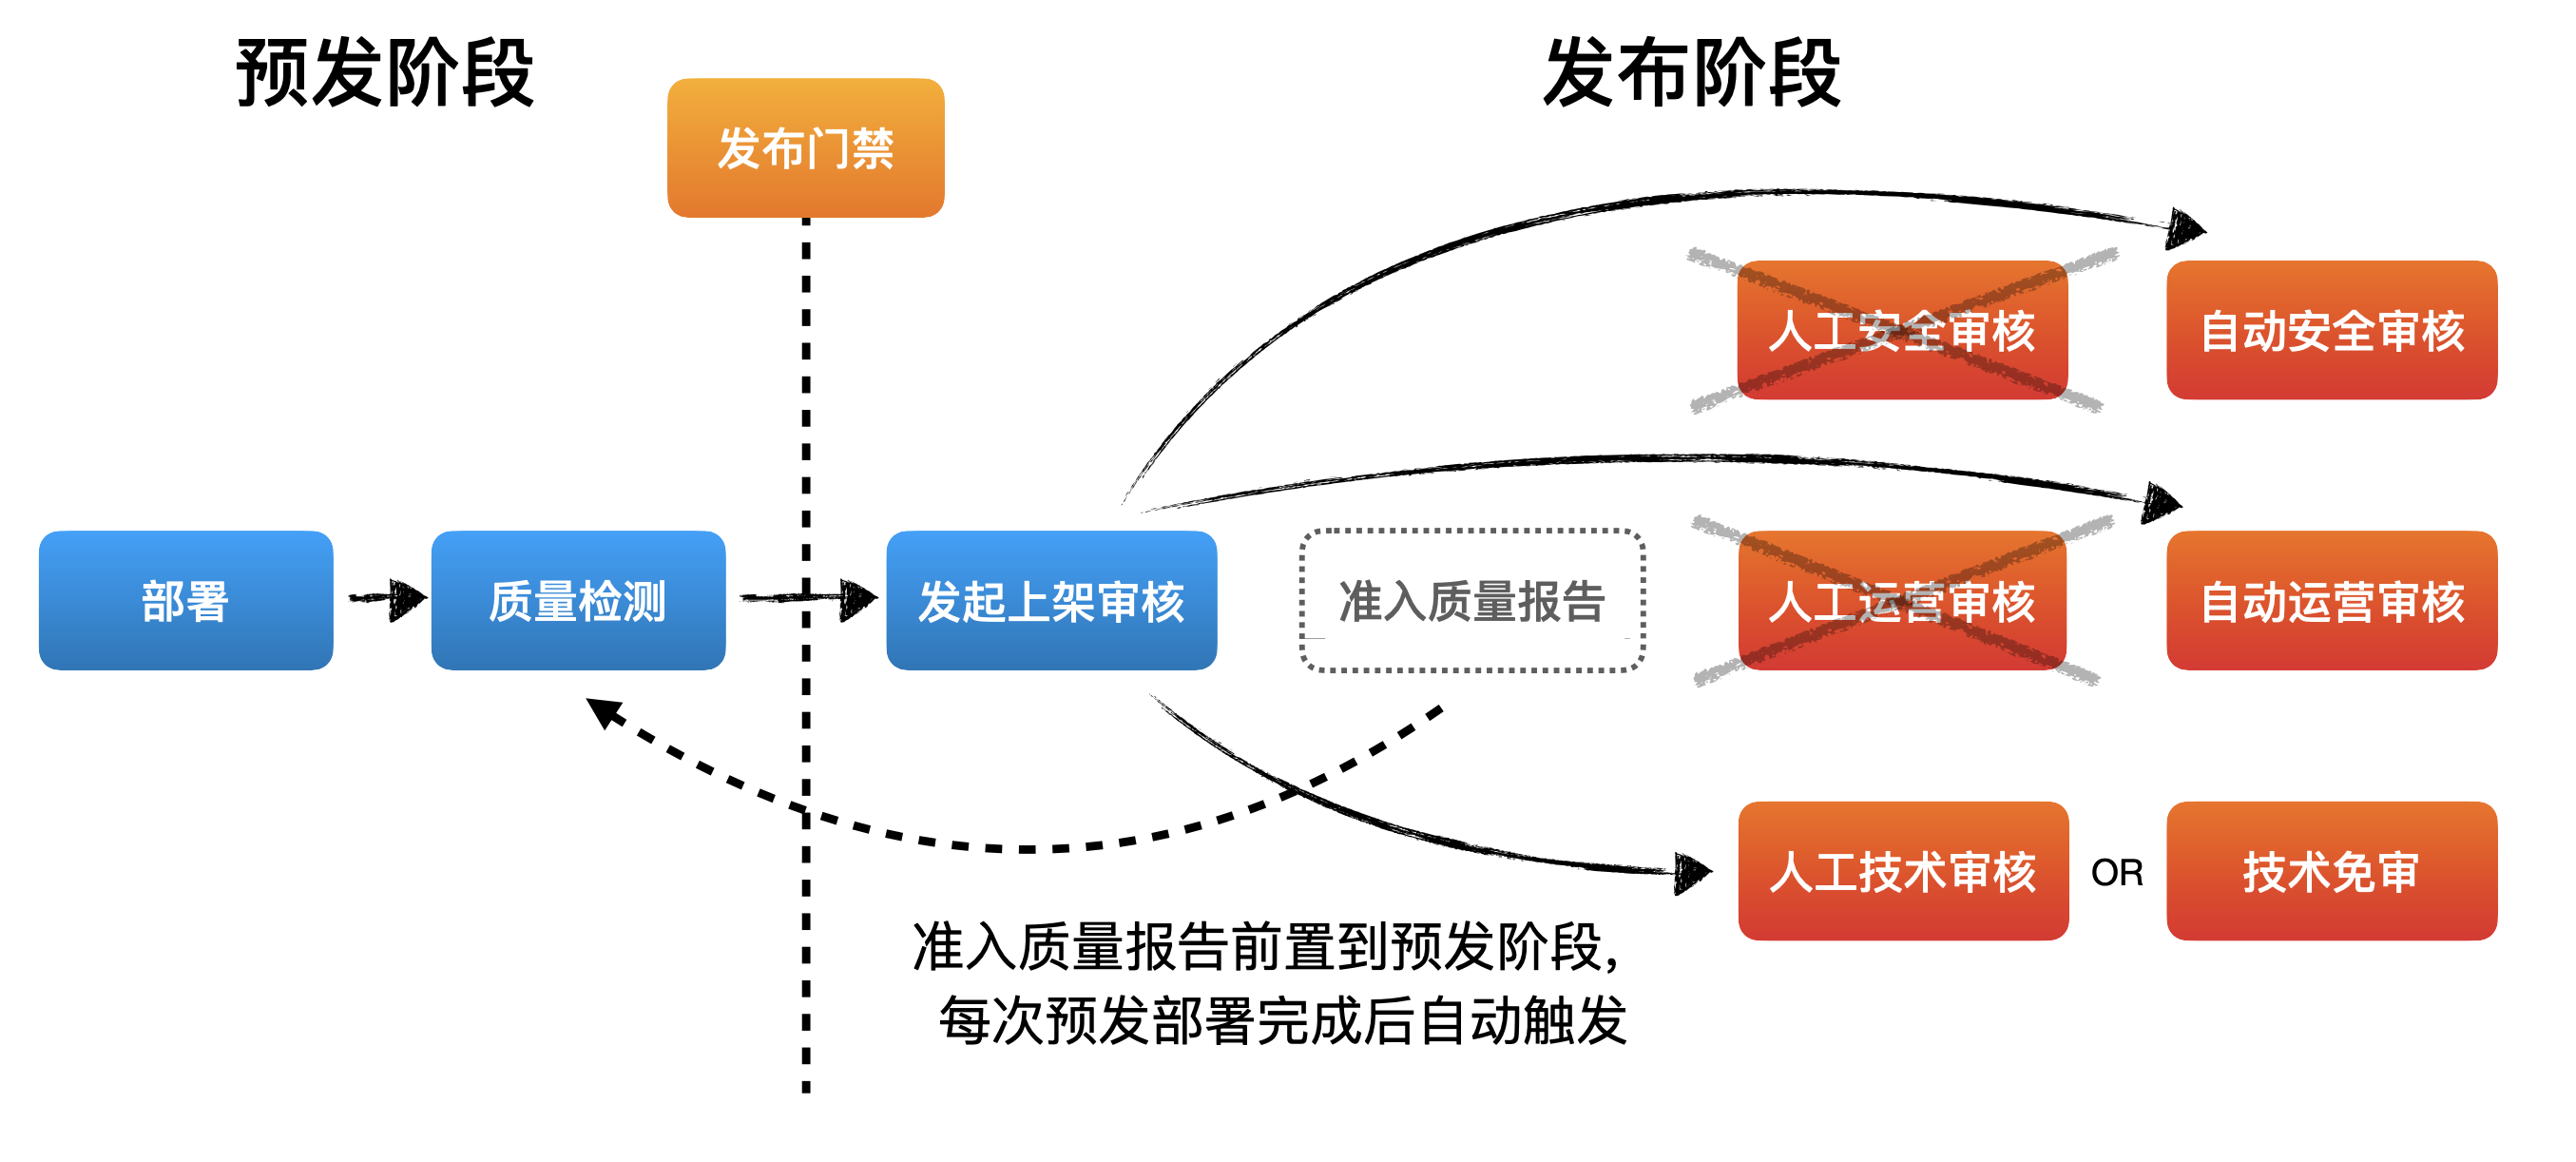 预发阶段
发布阶段
发布门禁
人工安全审核
自动安全审核
部署
质量检测
发起上架审核
准入质量报告
人工运营审核
自动运营审核
人工技术审核
OR
技术免审
准入质量报告前置到预发阶段,
每次预发部署完成后自动触发